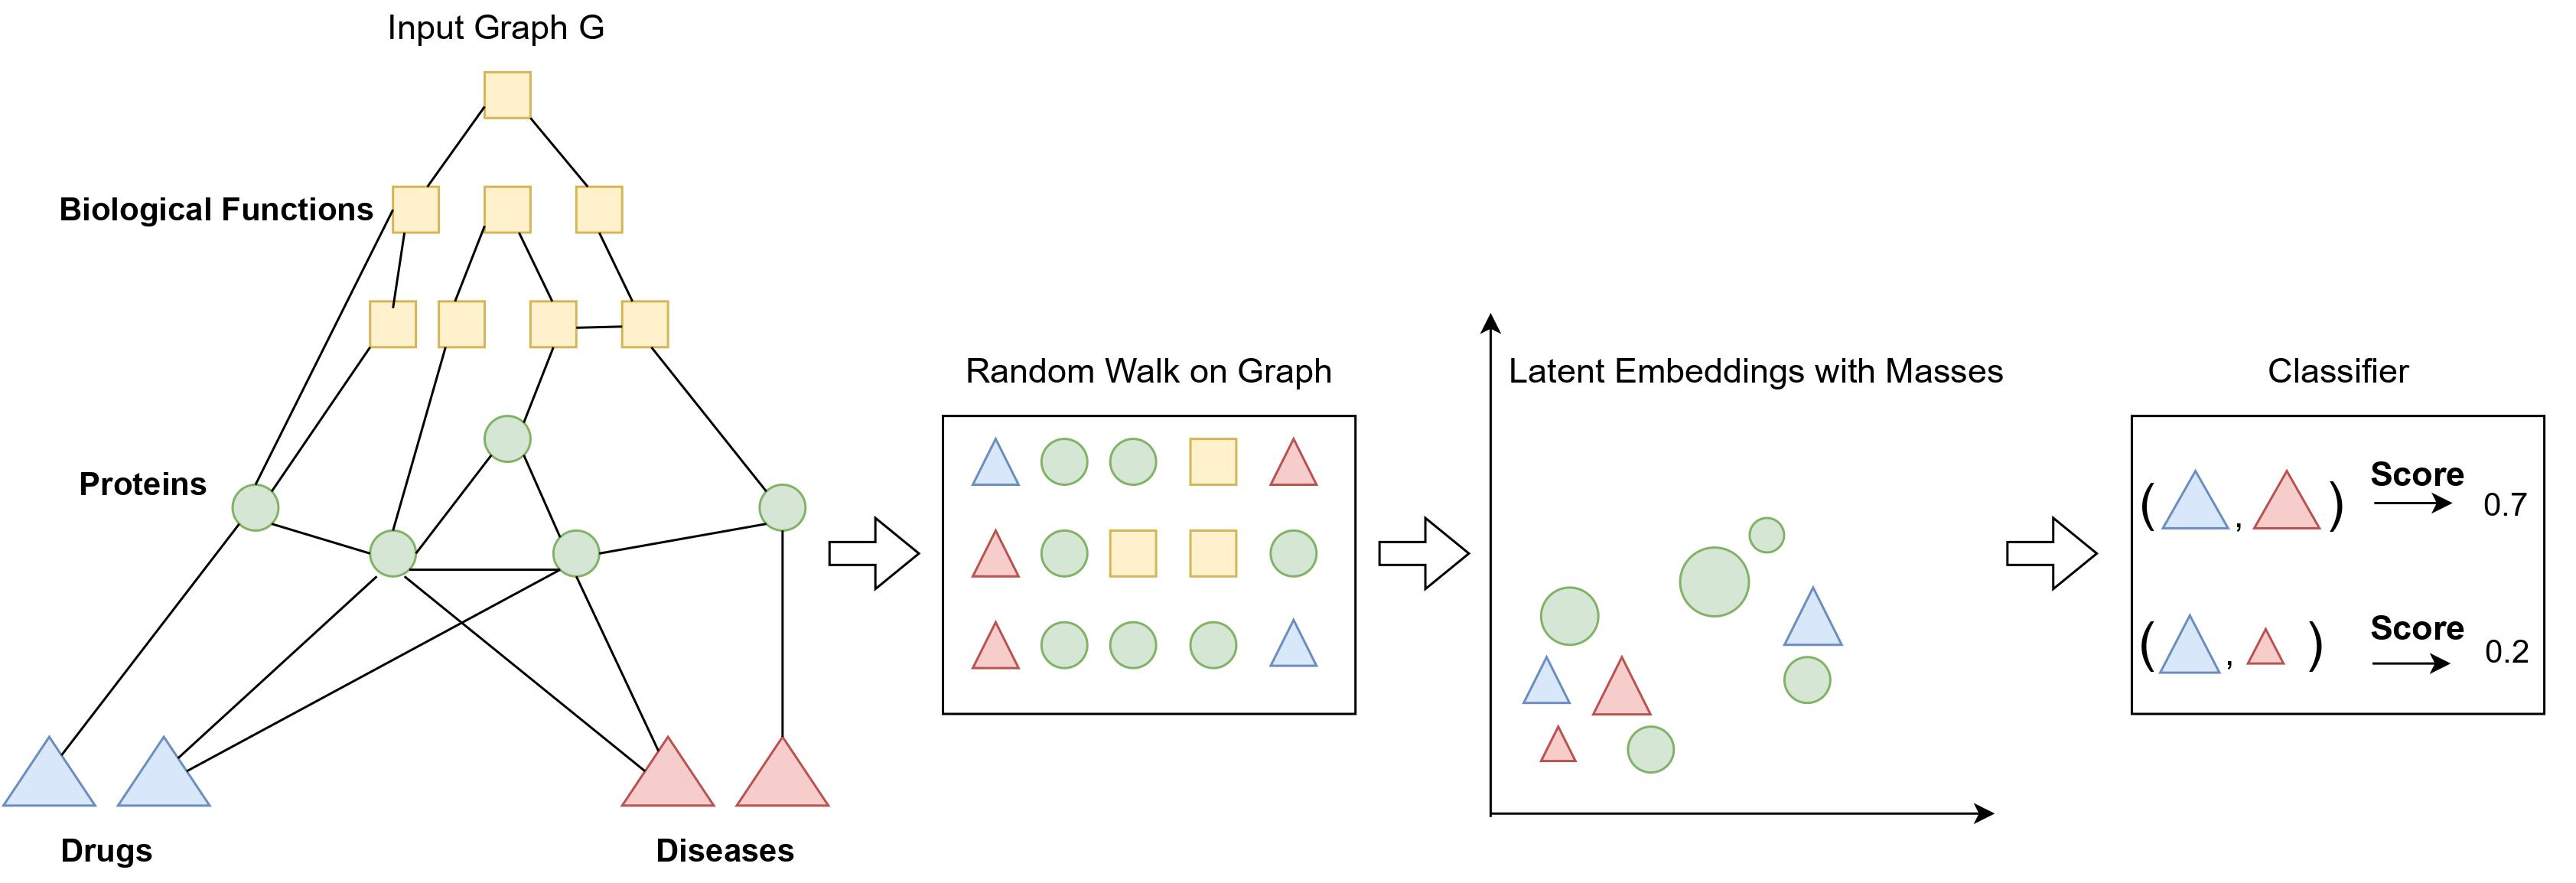 Input Graph G
Biological Functions
Proteins
Drugs
Diseases
Random Walk on Graph
Latent Embeddings with Masses
Classifier
( , ) Score 0.7
( , ) Score 0.2